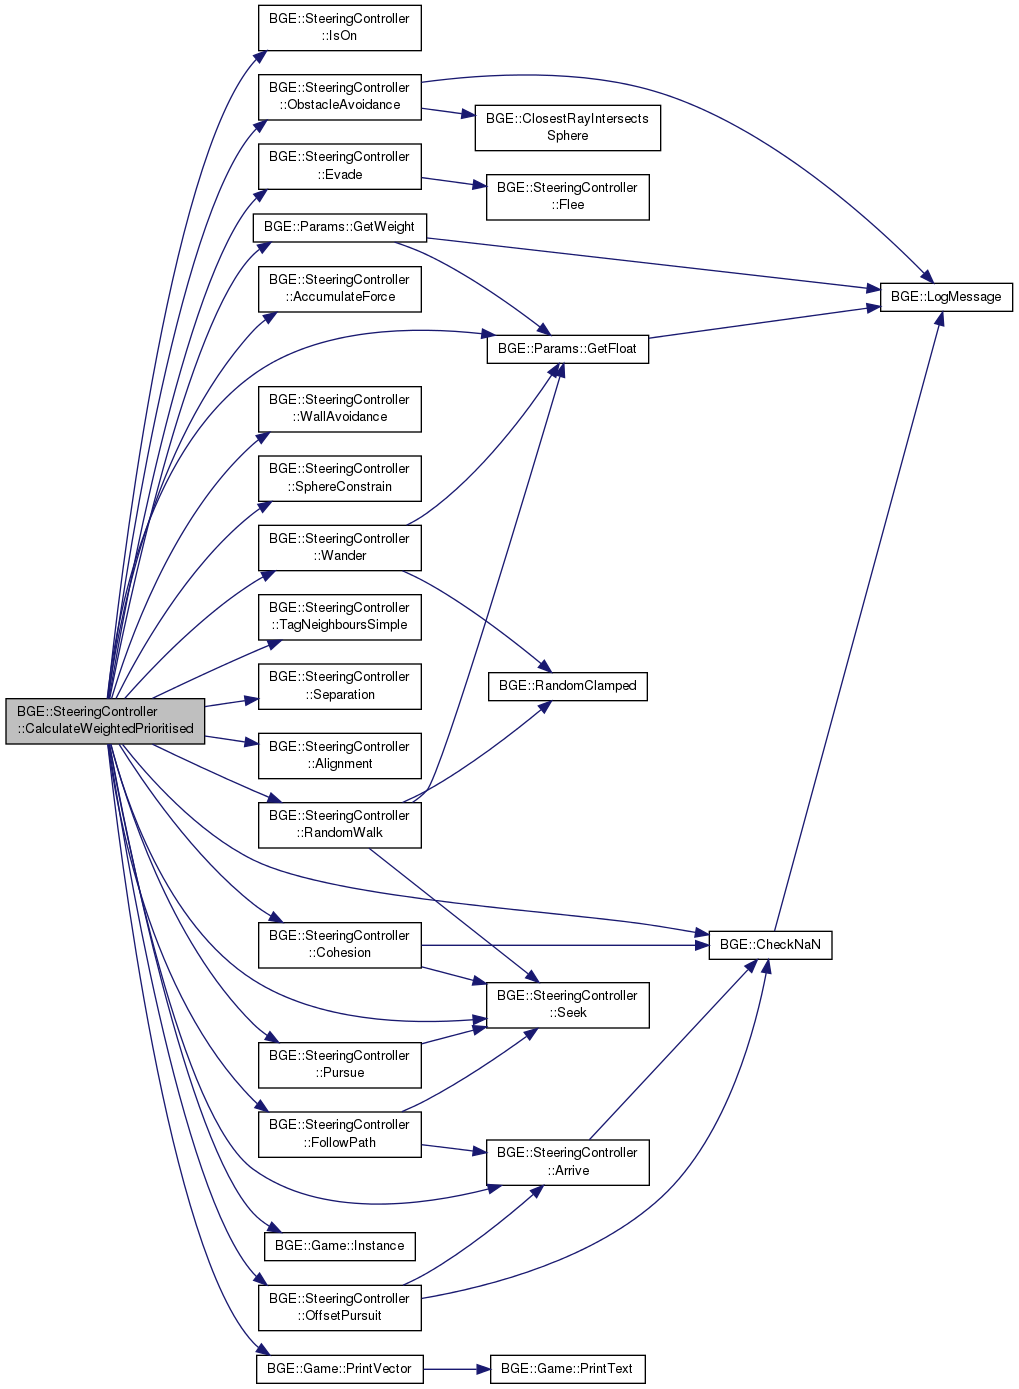 BGE::SteeringController
::IsOn
BGE::SteeringController
::ObstacleAvoidance
BGE::ClosestRayIntersects
Sphere
BGE::SteeringController
::Evade
BGE::SteeringController
::Flee
BGE::Params::GetWeight
BGE::SteeringController
::AccumulateForce
BGE::LogMessage
BGE::Params::GetFloat
BGE::SteeringController
::WallAvoidance
BGE::SteeringController
::SphereConstrain
BGE::SteeringController
::Wander
BGE::SteeringController
::TagNeighboursSimple
BGE::SteeringController
::Separation
BGE::RandomClamped
BGE::SteeringController
::CalculateWeightedPrioritised
BGE::SteeringController
::Alignment
BGE::SteeringController
::RandomWalk
BGE::SteeringController
::Cohesion
BGE::CheckNaN
BGE::SteeringController
::Seek
BGE::SteeringController
::Pursue
BGE::SteeringController
::FollowPath
BGE::SteeringController
::Arrive
BGE::Game::Instance
BGE::SteeringController
::OffsetPursuit
BGE::Game::PrintVector
BGE::Game::PrintText